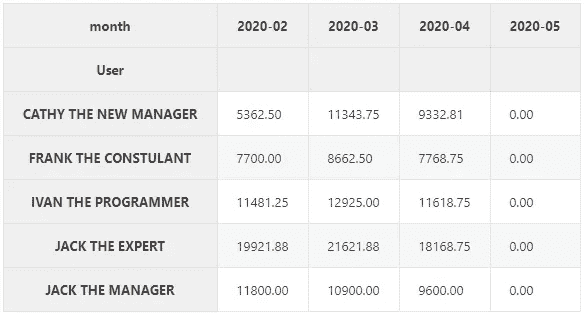 month 2020-02 2020-03 2020-04 2020-05
User
CATHY THE NEW MANAGER 5362.50 11343.75 9332.81 0.00
FRANK THE CONSTULANT 7700.00 8662.50 7768.75 0.00
IVAN THE PROGRAMMER 11481.25 12925.00 11618.75 0.00
JACK THE EXPERT 19921.88 21621.88 18168.75 0.00
JACK THE MANAGER 11800.00 10900.00 9600.00 0.00